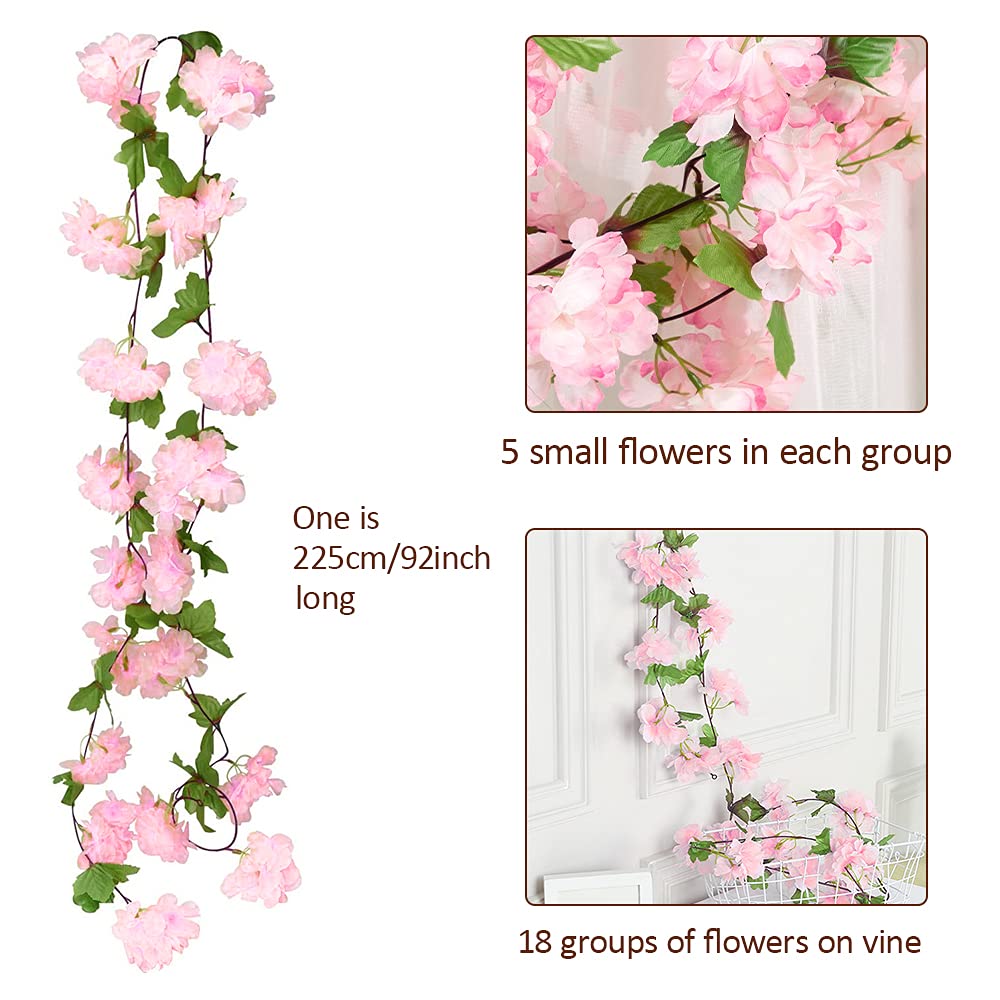 5 small flowers in each group
One is
225cm/92inch
long
18 groups of flowers on vine